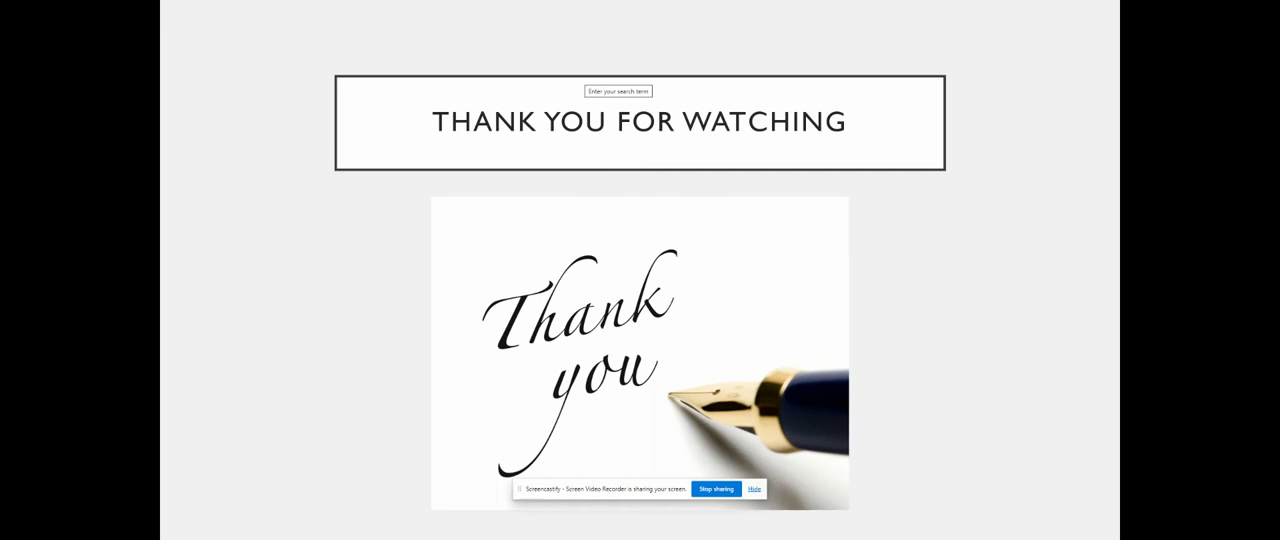 Enter your search term
THANK YOU FOR WATCHING
Thank
you
Screencastify - Screen Video Recorder is sharing your screen. Stop sharing Hide